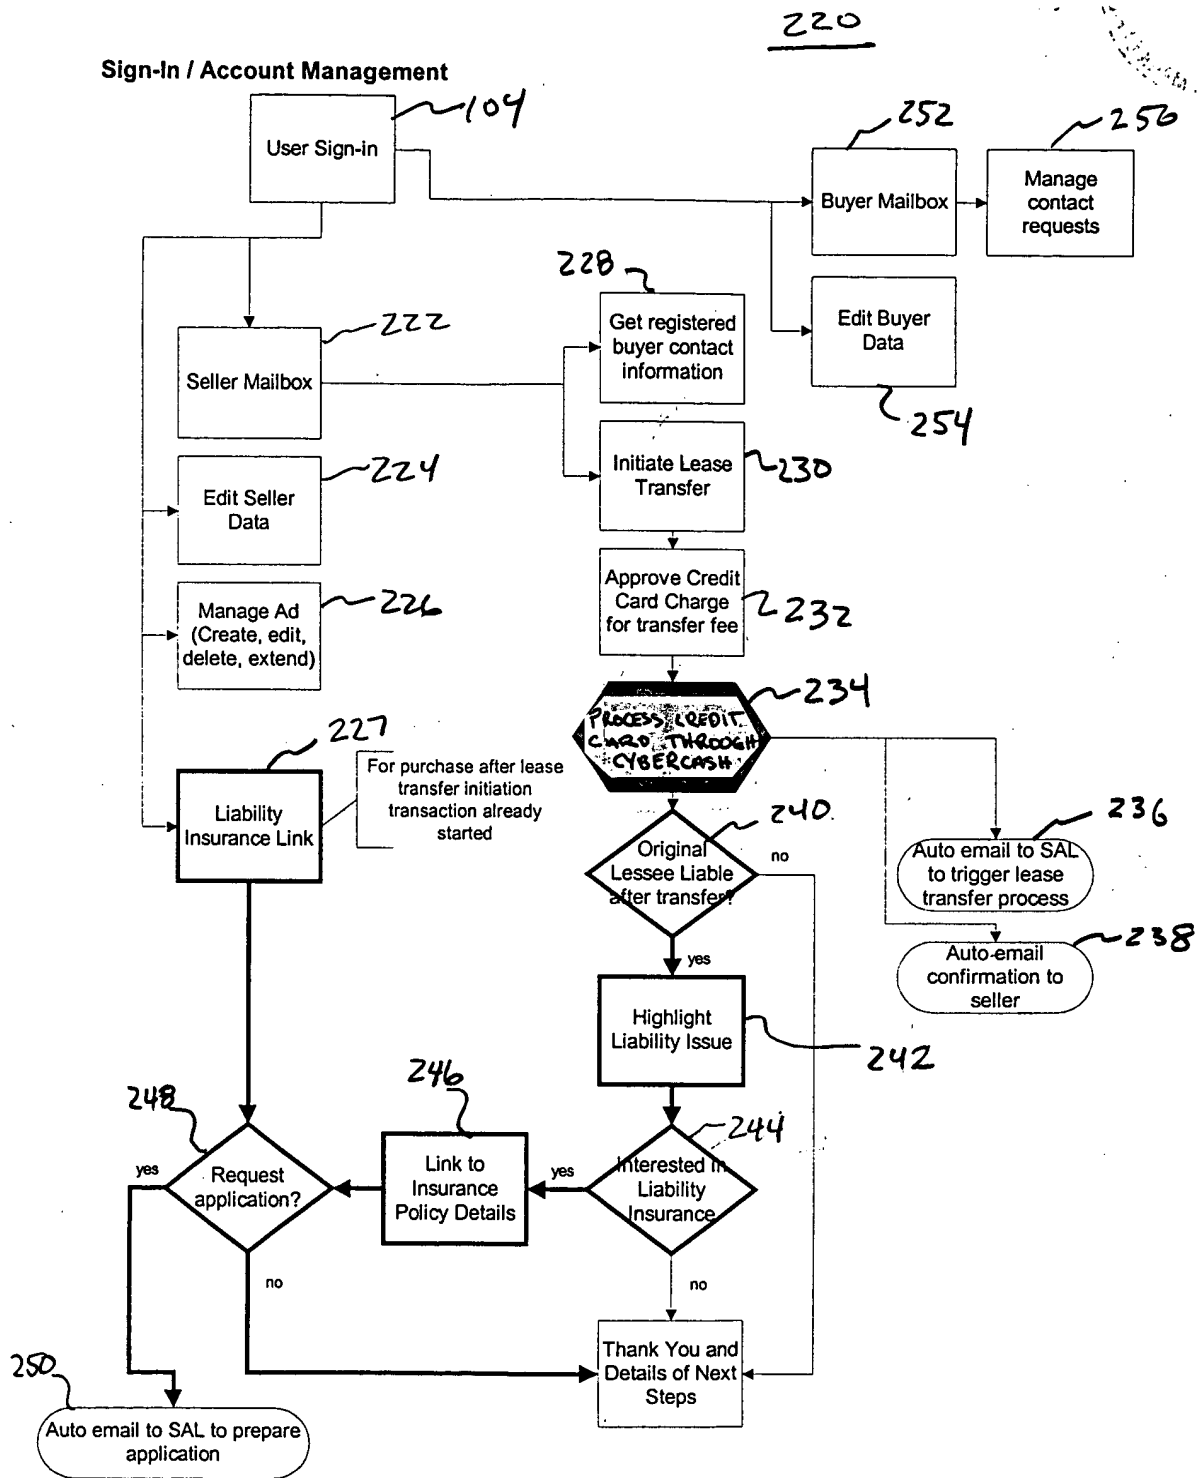 220
Sign-In / Account Management
104
User Sign-in
252
Buyer Mailbox
256
Manage
contact
requests
228
Get registered
buyer contact
information
Edit Buyer
Data
254
222
Seller Mailbox
230
Initiate Lease
Transfer
224
Edit Seller
Data
226
Manage Ad
(Create, edit,
delete, extend)
Approve Credit
Card Charge
for transfer fee
232
234
PROCESS CREDIT
CARD THROUGH
CYBERCASH
227
Liability
Insurance Link
For purchase after lease
transfer initiation
transaction already
started
240
Original
Lessee Liable
after transfer?
no
yes
236
Auto email to SAL
to trigger lease
transfer process
238
Auto-email
confirmation to
seller
Highlight
Liability Issue
242
244
Interested in
Liability
Insurance
yes
no
246
Link to
Insurance
Policy Details
248
Request
application?
yes
no
Thank You and
Details of Next
Steps
250
Auto email to SAL to prepare
application